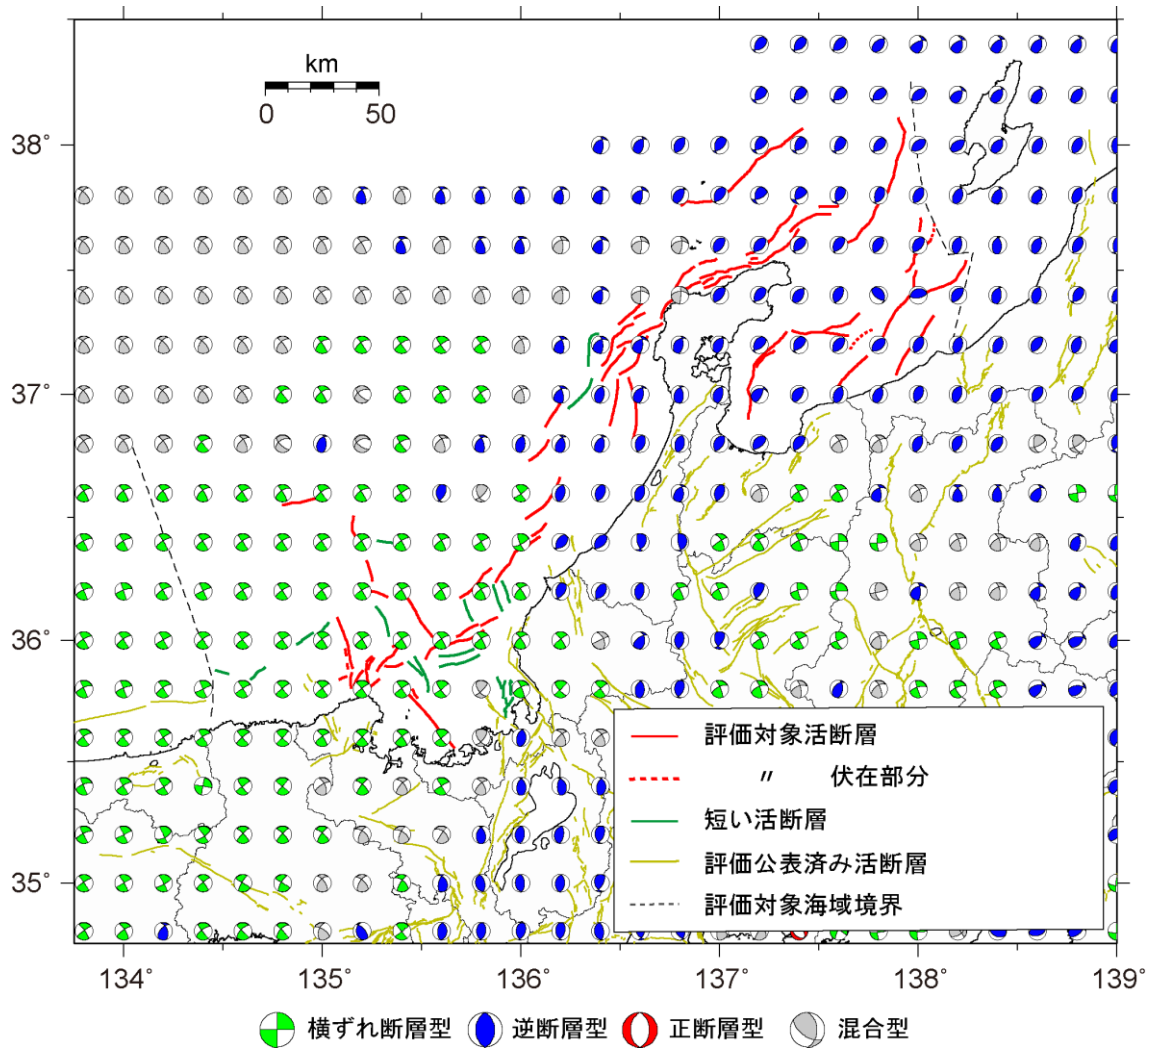 km
0 50
38°
37°
36°
35°
評価対象活断層
〃 伏在部分
短い活断層
評価公表済み活断層
評価対象海域境界
134° 135° 136° 137° 138° 139°
横ずれ断層型 逆断層型 正断層型 混合型